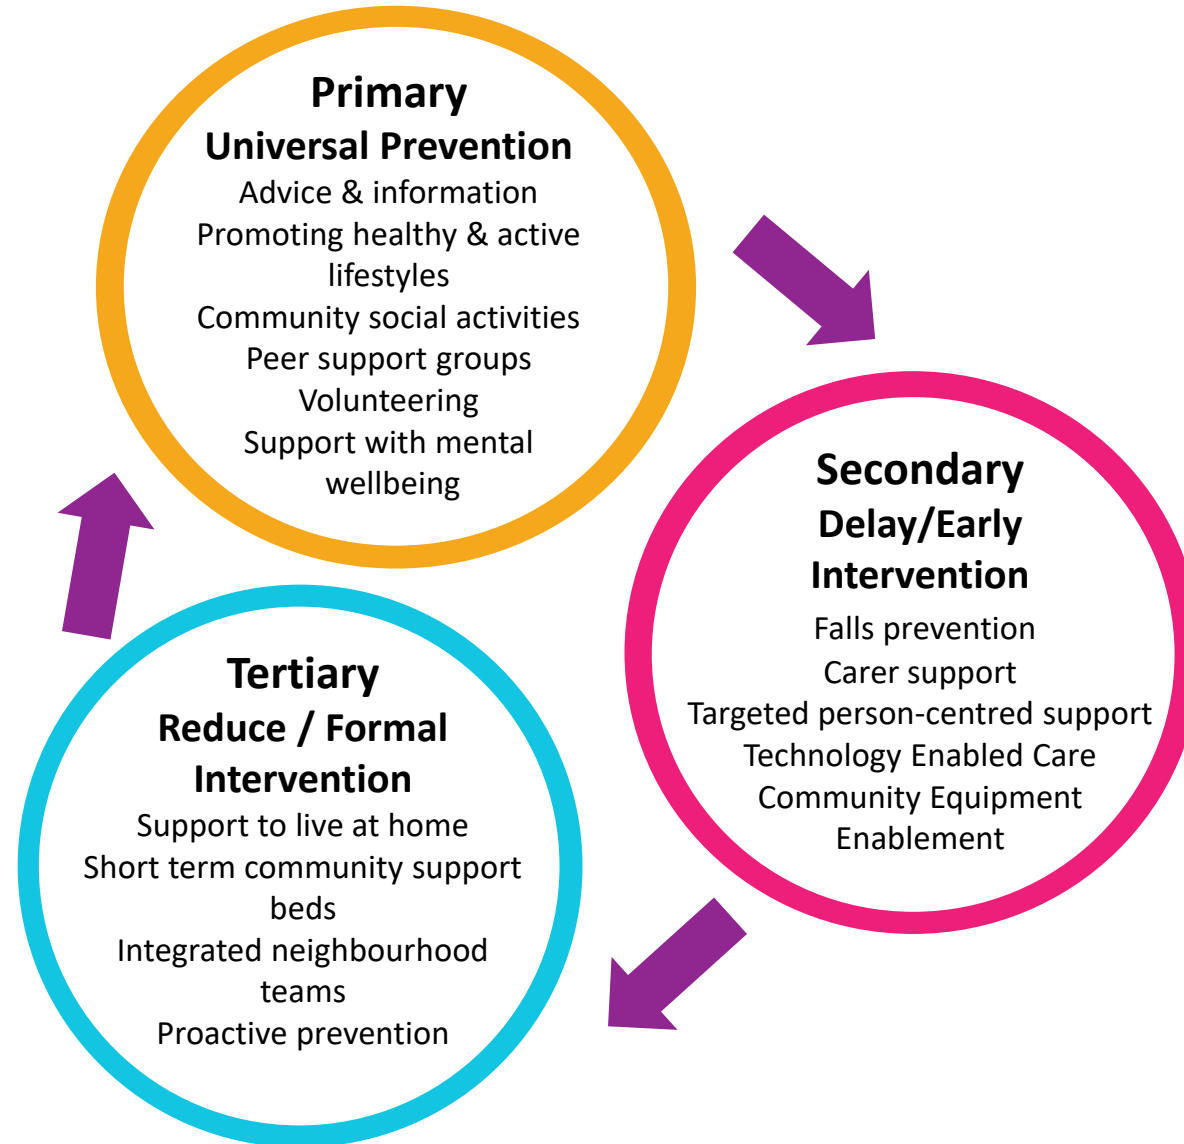 Primary
Universal Prevention
Advice & information
Promoting healthy & active
lifestyles
Community social activities
Peer support groups
Volunteering
Support with mental
wellbeing
Secondary
Delay/Early
Intervention
Falls prevention
Carer support
Targeted person-centred support
Technology Enabled Care
Community Equipment
Enablement
Tertiary
Reduce / Formal
Intervention
Support to live at home
Short term community support
beds
Integrated neighbourhood
teams
Proactive prevention